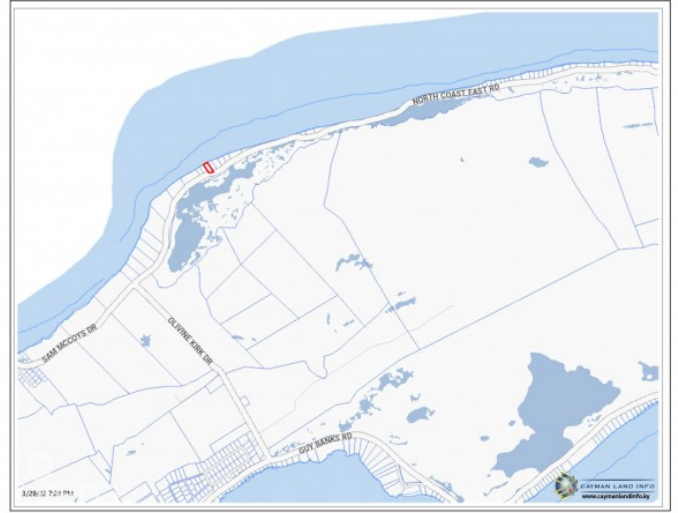 NORTH COAST EAST RD
SAM MCCOYS DR
OLIVINE KIRK DR
GUY BANKS RD
CAYMAN LAND INFO
www.caymanlandinfo.ky